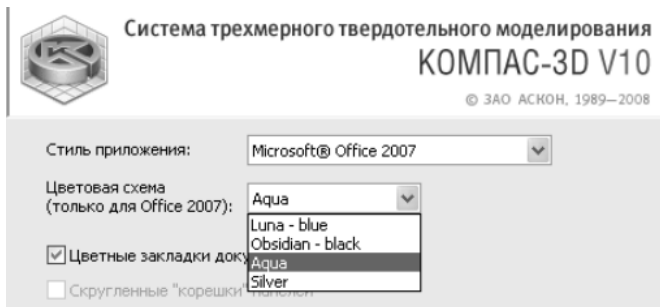 Система трехмерного твердотельного моделирования
КОМПАС-3D V10
© ЗАО АСКОН, 1989—2008
Стиль приложения:
Microsoft® Office 2007
Цветовая схема
(только для Office 2007):
Aqua
Luna - blue
Obsidian - black
Цветные закладки доку
Aqua
Silver
Скругленные "корешки"